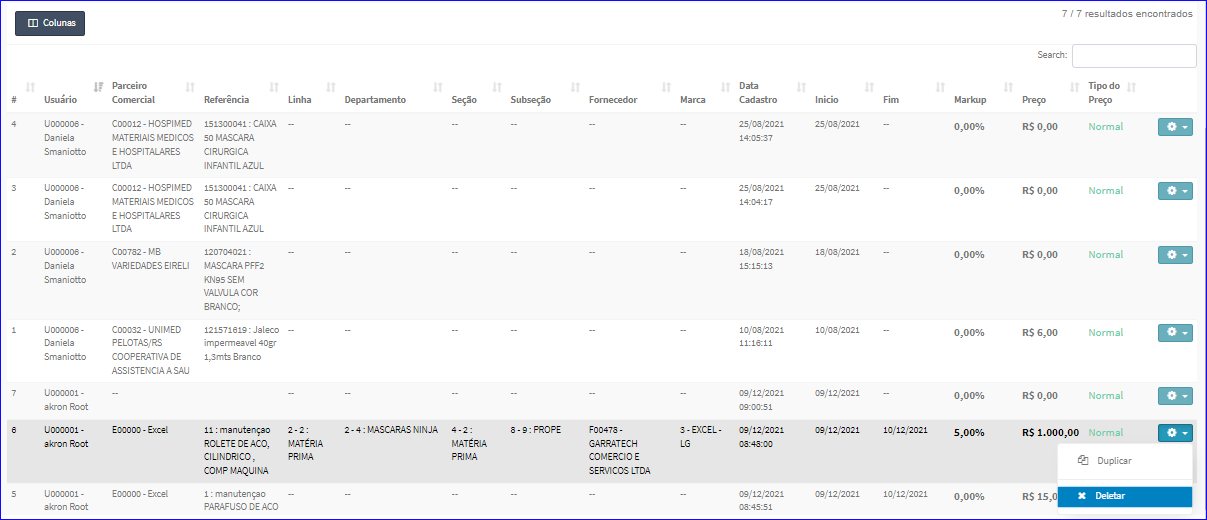 Colunas
7 / 7 resultados encontrados
Search:
# Usuário Parceiro Comercial Referência Linha Departamento Seção Subseção Fornecedor Marca Data Cadastro Inicio Fim Markup Preço Tipo do Preço
4 U000006 - C00012 - HOSPIMED 151300041 : CAIXA -- -- -- -- -- -- 25/08/2021 25/08/2021 -- 0,00% R$ 0,00 Normal
Daniela MATERIAIS MEDICOS 50 MASCARA 14:05:37
Smaniotto E HOSPITALARES CIRURGICA
LTDA INFANTIL AZUL
3 U000006 - C00012 - HOSPIMED 151300041 : CAIXA -- -- -- -- -- -- 25/08/2021 25/08/2021 -- 0,00% R$ 0,00 Normal
Daniela MATERIAIS MEDICOS 50 MASCARA 14:04:17
Smaniotto E HOSPITALARES CIRURGICA
LTDA INFANTIL AZUL
2 U000006 - C00782 - MB 120704021 : -- -- -- -- -- -- 18/08/2021 18/08/2021 -- 0,00% R$ 0,00 Normal
Daniela VARIEDADES EIRELI MASCARA PFF2 15:15:13
Smaniotto KN95 SEM
VALVULA COR
BRANCO;
1 U000006 - C00032 - UNIMED 121571619 : Jaleco -- -- -- -- -- -- 10/08/2021 10/08/2021 -- 0,00% R$ 6,00 Normal
Daniela PELOTAS/RS impermeavel 40gr 11:16:11
Smaniotto COOPERATIVA DE 1,3mts Branco
ASSISTENCIA A SAU
7 U000001 - -- -- -- -- -- -- -- 09/12/2021 09/12/2021 -- 0,00% R$ 0,00 Normal
akron Root 09:00:51
6 U000001 - E00000 - Excel 11 : manutençao 2 - 2 : 2 - 4 : MASCARAS NINJA 4 - 2 : 8 - 9 : PROPE F00478 - 3 - EXCEL - 09/12/2021 09/12/2021 10/12/2021 5,00% R$ 1.000,00 Normal
akron Root ROLETE DE ACO, MATÉRIA MATÉRIA GARRATECH LG 08:48:00
CILINDRICO , PRIMA PRIMA COMERCIO E
COMP MAQUINA SERVICOS LTDA
Duplicar
Deletar
5 U000001 - E00000 - Excel 1 : manutençao -- -- -- -- -- -- 09/12/2021 09/12/2021 10/12/2021 0,00% R$ 15,0
akron Root PARAFUSO DE ACO 08:45:51